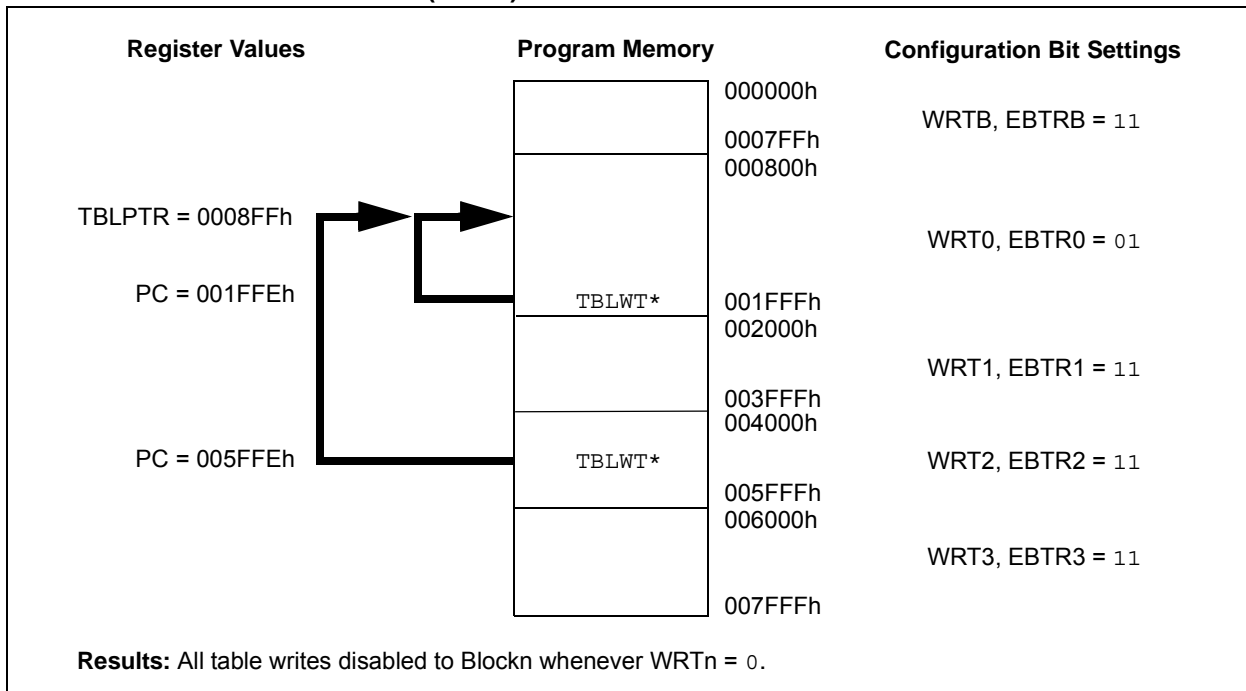 Register Values Program Memory Configuration Bit Settings
000000h
WRTB, EBTRB = 11
0007FFh
000800h
TBLPTR = 0008FFh
WRT0, EBTR0 = 01
PC = 001FFEh TBLWT* 001FFFh
002000h
WRT1, EBTR1 = 11
003FFFh
004000h
PC = 005FFEh TBLWT* WRT2, EBTR2 = 11
005FFFh
006000h
WRT3, EBTR3 = 11
007FFFh
Results: All table writes disabled to Blockn whenever WRTn = 0.